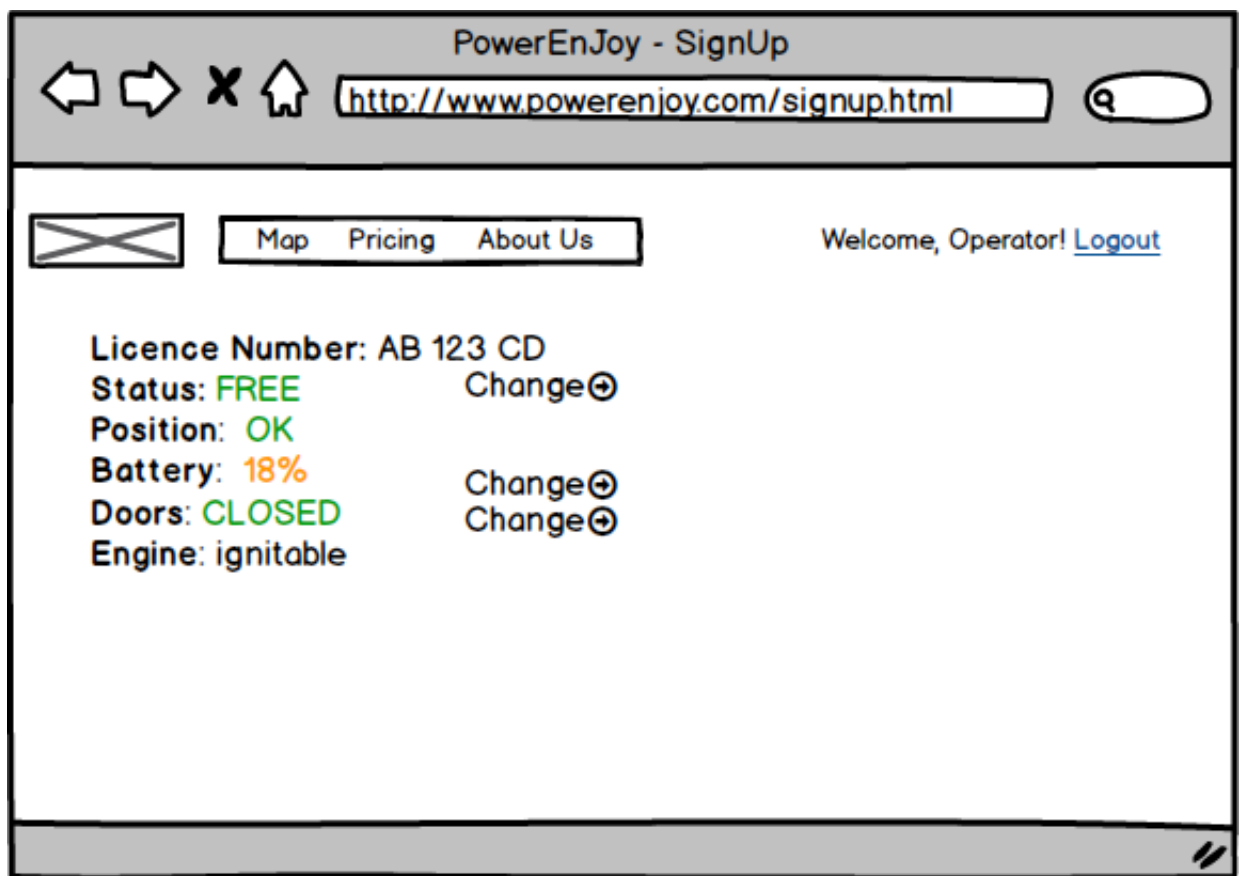 PowerEnJoy - SignUp
http://www.powerenjoy.com/signup.html
Map Pricing About Us
Welcome, Operator! Logout
Licence Number: AB 123 CD
Status: FREE Change
Position: OK
Battery: 18%
Change
Doors: CLOSED Change
Engine: ignitable